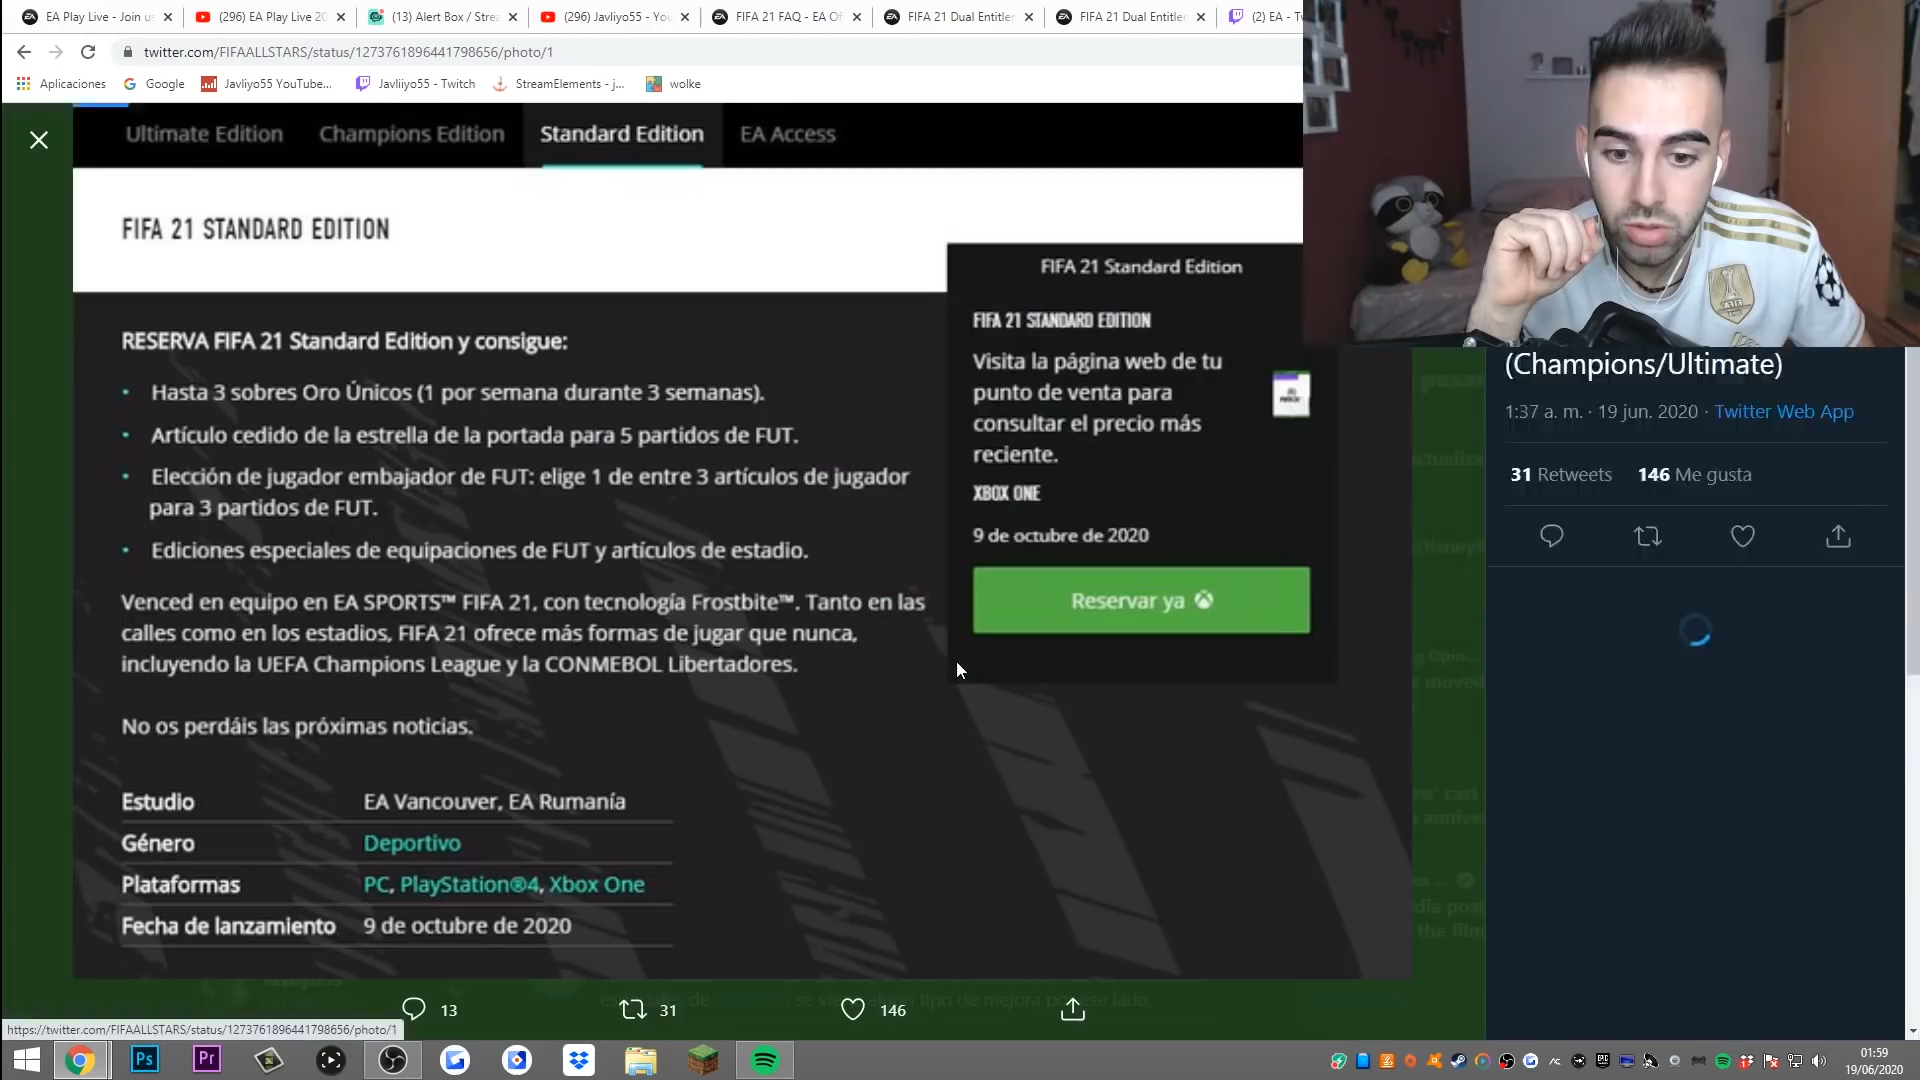 EA Play Live - Join us
(296) EA Play Live 20
(13) Alert Box / Strea
(296) Javliyo55 - You
FIFA 21 FAQ - EA Of
FIFA 21 Dual Entitlem
FIFA 21 Dual Entitlem
(2) EA - Tw
twitter.com/FIFAALLSTARS/status/1273761896441798656/photo/1
Aplicaciones
Google
Javliyo55 YouTube...
Javliiyo55 - Twitch
StreamElements - j...
wolke
Ultimate Edition
Champions Edition
Standard Edition
EA Access
FIFA 21 STANDARD EDITION
RESERVA FIFA 21 Standard Edition y consigue:
• Hasta 3 sobres Oro Únicos (1 por semana durante 3 semanas).
• Artículo cedido de la estrella de la portada para 5 partidos de FUT.
• Elección de jugador embajador de FUT: elige 1 de entre 3 artículos de jugador
para 3 partidos de FUT.
• Ediciones especiales de equipaciones de FUT y artículos de estadio.
Venced en equipo en EA SPORTS™ FIFA 21, con tecnología Frostbite™. Tanto en las
calles como en los estadios, FIFA 21 ofrece más formas de jugar que nunca,
incluyendo la UEFA Champions League y la CONMEBOL Libertadores.
No os perdáis las próximas noticias.
Estudio EA Vancouver, EA Rumanía
Género Deportivo
Plataformas PC, PlayStation®4, Xbox One
Fecha de lanzamiento 9 de octubre de 2020
FIFA 21 Standard Edition
FIFA 21 STANDARD EDITION
Visita la página web de tu
punto de venta para
consultar el precio más
reciente.
XBOX ONE
9 de octubre de 2020
Reservar ya
(Champions/Ultimate)
1:37 a. m. · 19 jun. 2020 · Twitter Web App
31 Retweets 146 Me gusta
13
31
146
https://twitter.com/FIFAALLSTARS/status/1273761896441798656/photo/1
Ps
Pr
01:59
19/06/2020